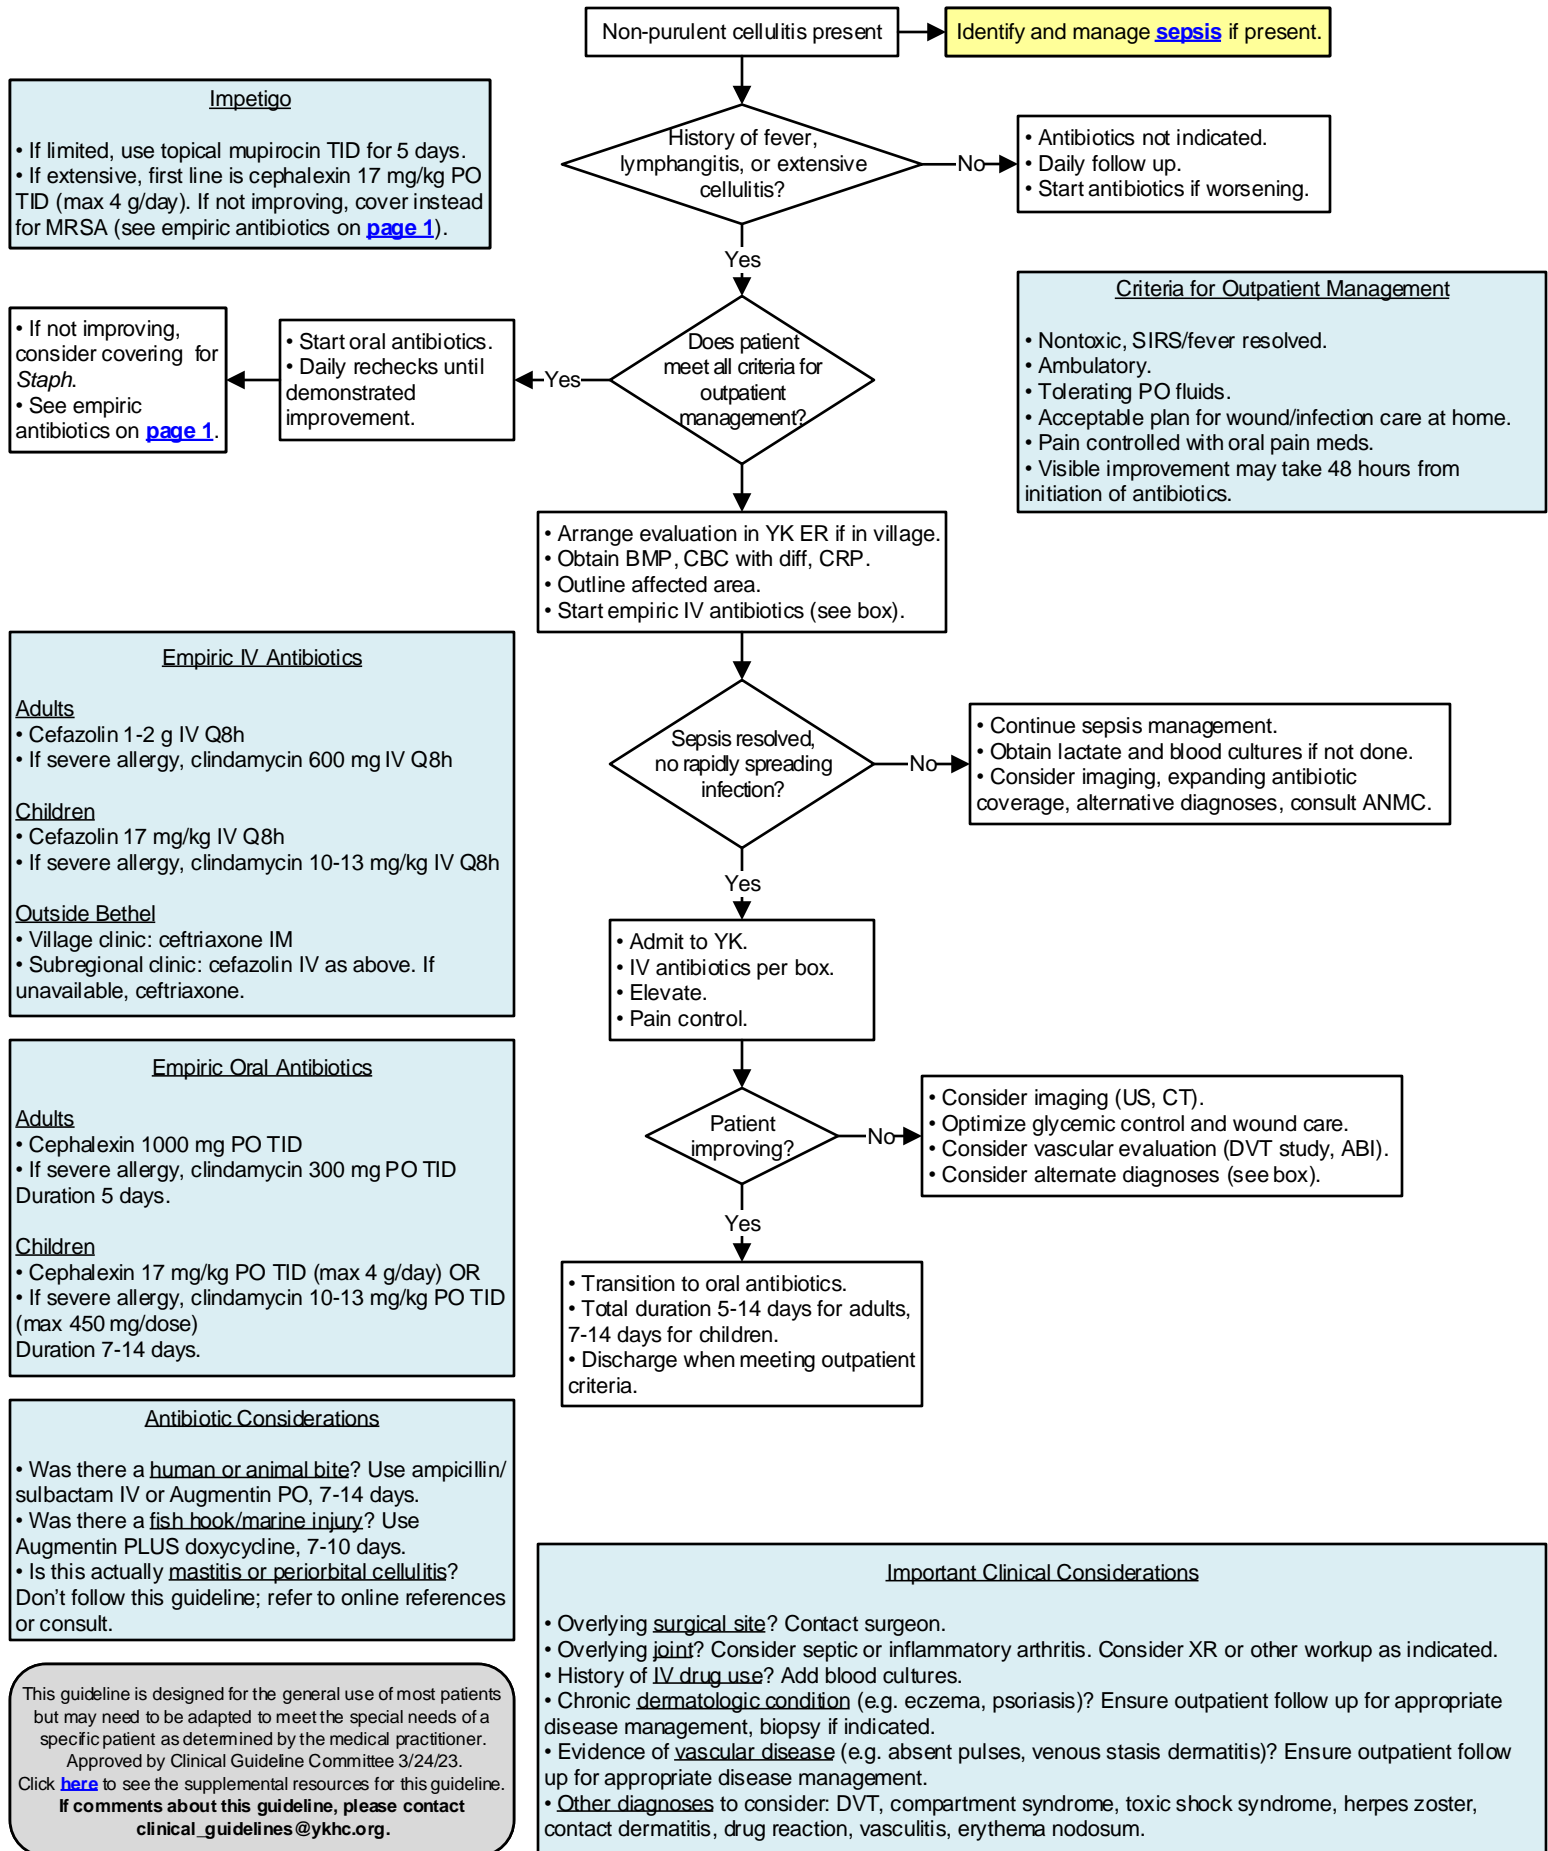 Non-purulent cellulitis present
Identify and manage sepsis if present.
Impetigo
• If limited, use topical mupirocin TID for 5 days.
• If extensive, first line is cephalexin 17 mg/kg PO
TID (max 4 g/day). If not improving, cover instead
for MRSA (see empiric antibiotics on page 1).
History of fever,
lymphangitis, or extensive
cellulitis?
No
• Antibiotics not indicated.
• Daily follow up.
• Start antibiotics if worsening.
Yes
Criteria for Outpatient Management
• Nontoxic, SIRS/fever resolved.
• Ambulatory.
• Tolerating PO fluids.
• Acceptable plan for wound/infection care at home.
• Pain controlled with oral pain meds.
• Visible improvement may take 48 hours from
initiation of antibiotics.
Does patient
meet all criteria for
outpatient
management?
Yes
• Start oral antibiotics.
• Daily rechecks until
demonstrated
improvement.
• If not improving,
consider covering for
Staph.
• See empiric
antibiotics on page 1.
• Arrange evaluation in YK ER if in village.
• Obtain BMP, CBC with diff, CRP.
• Outline affected area.
• Start empiric IV antibiotics (see box).
Empiric IV Antibiotics
Adults
• Cefazolin 1-2 g IV Q8h
• If severe allergy, clindamycin 600 mg IV Q8h
Children
• Cefazolin 17 mg/kg IV Q8h
• If severe allergy, clindamycin 10-13 mg/kg IV Q8h
Outside Bethel
• Village clinic: ceftriaxone IM
• Subregional clinic: cefazolin IV as above. If
unavailable, ceftriaxone.
Sepsis resolved,
no rapidly spreading
infection?
No
• Continue sepsis management.
• Obtain lactate and blood cultures if not done.
• Consider imaging, expanding antibiotic
coverage, alternative diagnoses, consult ANMC.
Yes
• Admit to YK.
• IV antibiotics per box.
• Elevate.
• Pain control.
Empiric Oral Antibiotics
Adults
• Cephalexin 1000 mg PO TID
• If severe allergy, clindamycin 300 mg PO TID
Duration 5 days.
Children
• Cephalexin 17 mg/kg PO TID (max 4 g/day) OR
• If severe allergy, clindamycin 10-13 mg/kg PO TID
(max 450 mg/dose)
Duration 7-14 days.
Patient
improving?
No
• Consider imaging (US, CT).
• Optimize glycemic control and wound care.
• Consider vascular evaluation (DVT study, ABI).
• Consider alternate diagnoses (see box).
Yes
• Transition to oral antibiotics.
• Total duration 5-14 days for adults,
7-14 days for children.
• Discharge when meeting outpatient
criteria.
Antibiotic Considerations
• Was there a human or animal bite? Use ampicillin/
sulbactam IV or Augmentin PO, 7-14 days.
• Was there a fish hook/marine injury? Use
Augmentin PLUS doxycycline, 7-10 days.
• Is this actually mastitis or periorbital cellulitis?
Don't follow this guideline; refer to online references
or consult.
Important Clinical Considerations
• Overlying surgical site? Contact surgeon.
• Overlying joint? Consider septic or inflammatory arthritis. Consider XR or other workup as indicated.
• History of IV drug use? Add blood cultures.
• Chronic dermatologic condition (e.g. eczema, psoriasis)? Ensure outpatient follow up for appropriate
disease management, biopsy if indicated.
• Evidence of vascular disease (e.g. absent pulses, venous stasis dermatitis)? Ensure outpatient follow
up for appropriate disease management.
• Other diagnoses to consider: DVT, compartment syndrome, toxic shock syndrome, herpes zoster,
contact dermatitis, drug reaction, vasculitis, erythema nodosum.
This guideline is designed for the general use of most patients
but may need to be adapted to meet the special needs of a
specific patient as determined by the medical practitioner.
Approved by Clinical Guideline Committee 3/24/23.
Click here to see the supplemental resources for this guideline.
If comments about this guideline, please contact
clinical_guidelines@ykhc.org.